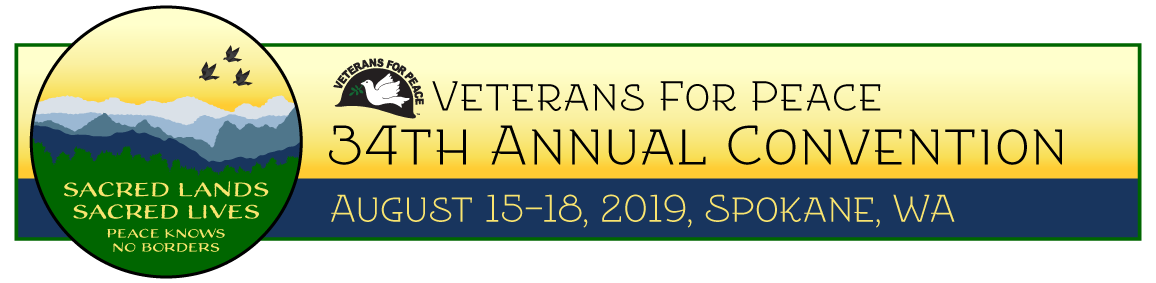 SACRED LANDS
SACRED LIVES
PEACE KNOWS
NO BORDERS
VETERANS FOR PEACE
VETERANS FOR PEACE
34TH ANNUAL CONVENTION
AUGUST 15-18, 2019, SPOKANE, WA